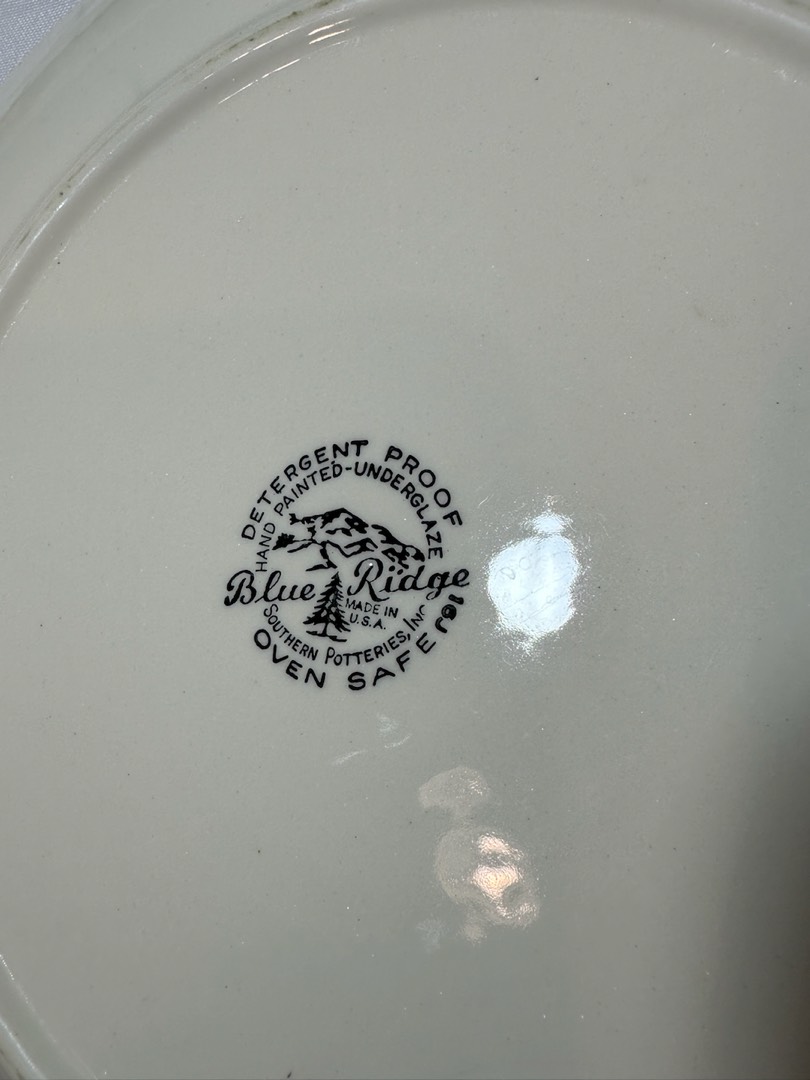 DETERGENT PROOF
HAND PAINTED-UNDERGLAZE
Blue Ridge
MADE IN
U.S.A.
SOUTHERN POTTERIES, INC
OVEN SAFE